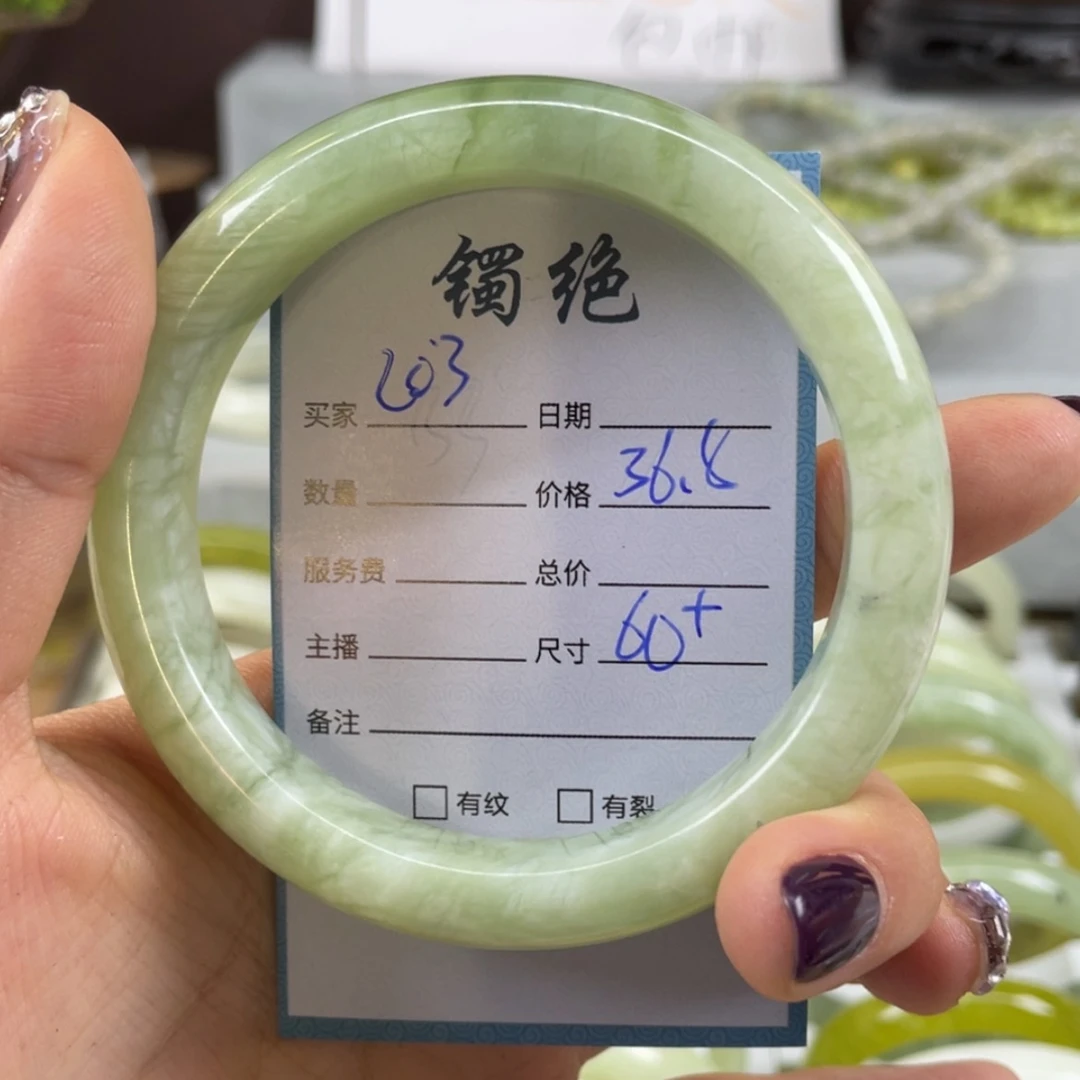 镯绝
买家 203 日期
数量 价格 36.8
服务费 总价
主播 尺寸 60+
备注
有纹 有裂